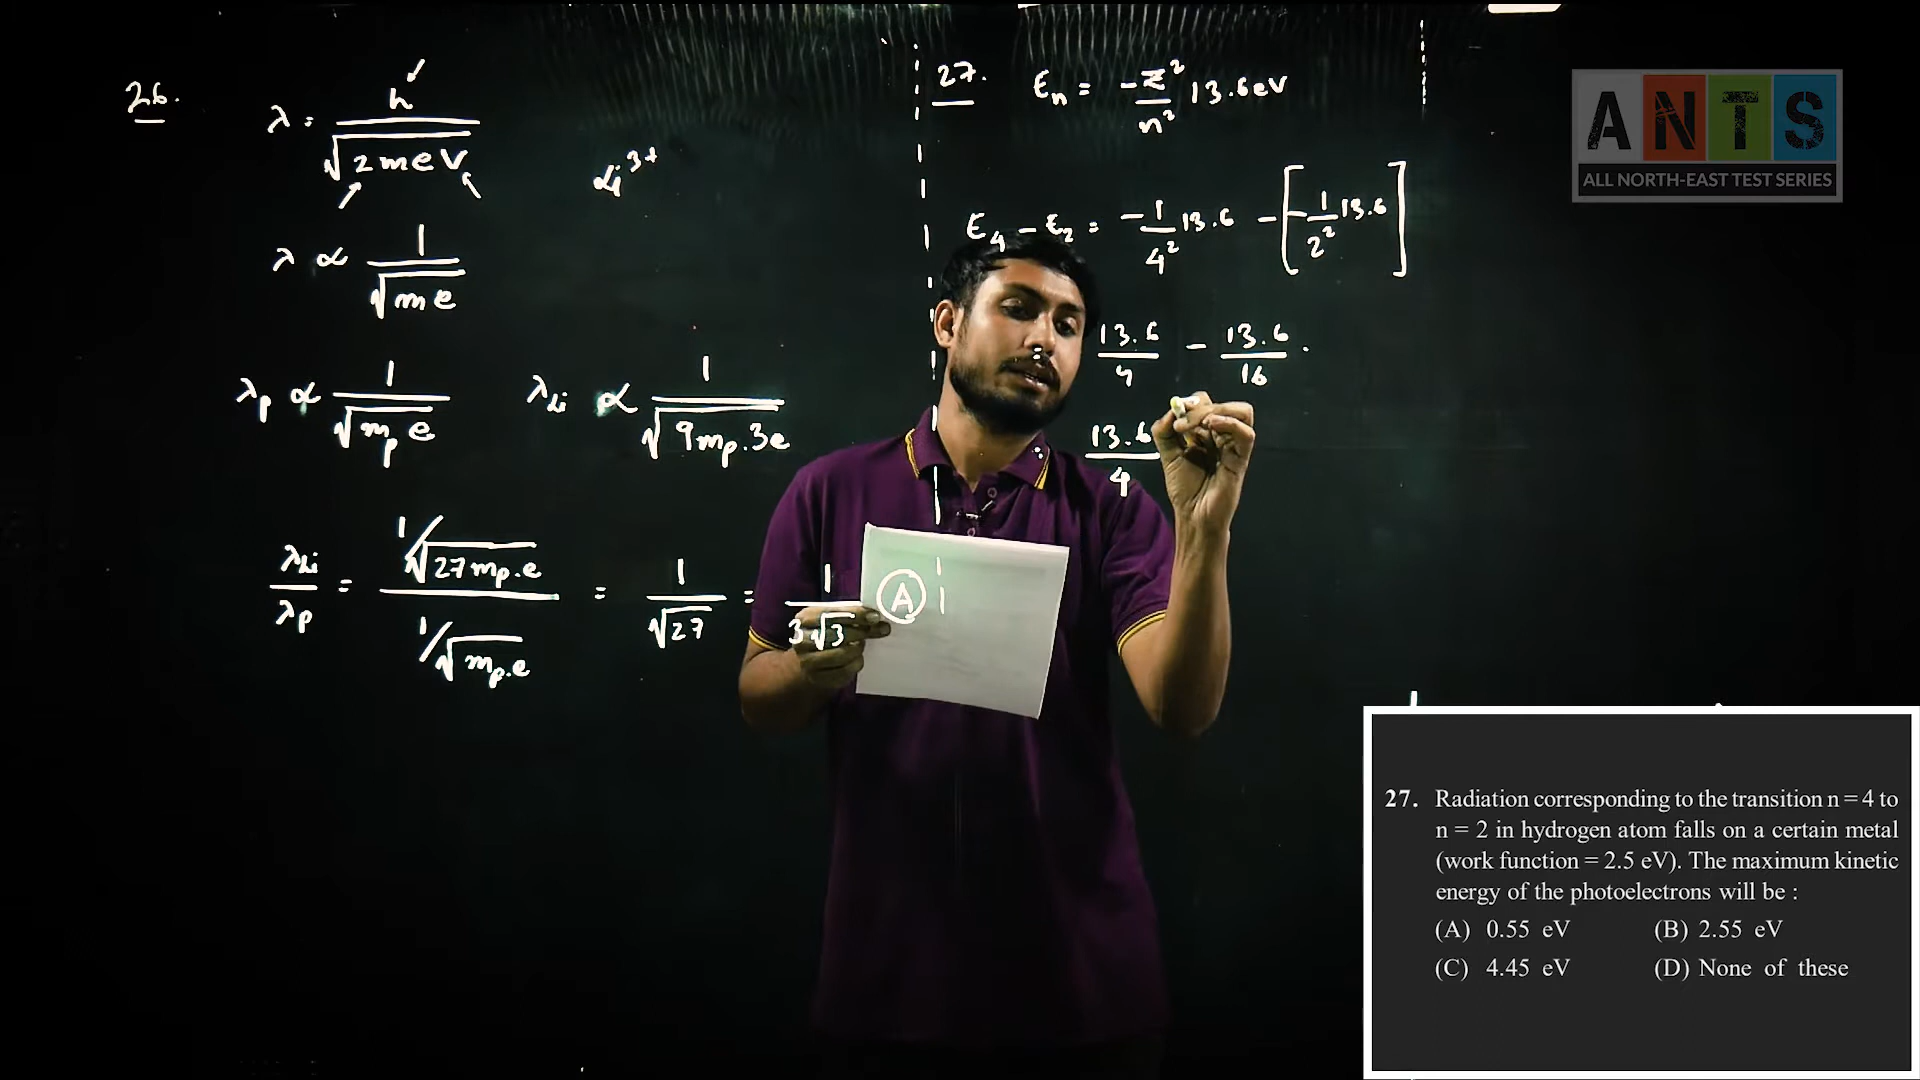 26.
λ = h / √2meV
Li³⁺
λ ∝ 1 / √me
λp ∝ 1 / √mp e
λLi ∝ 1 / √9mp.3e
λLi / λp = 1/√27mp.e / 1/√mp.e = 1 / √27 = 1 / 3√3 (A)
27.
En = -Z² / n² 13.6eV
E4 - E2 = -1 / 4² 13.6 - [-1 / 2² 13.6]
= 13.6 / 4 - 13.6 / 16
= 13.6 / 4
ANTS
ALL NORTH-EAST TEST SERIES
27. Radiation corresponding to the transition n = 4 to
n = 2 in hydrogen atom falls on a certain metal
(work function = 2.5 eV). The maximum kinetic
energy of the photoelectrons will be :
(A) 0.55 eV (B) 2.55 eV
(C) 4.45 eV (D) None of these